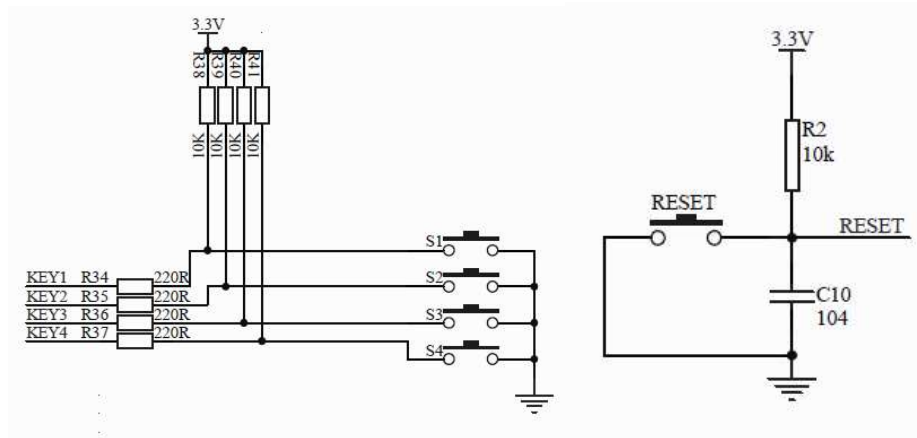 3.3V
R38
R39
R40
R41
10K
10K
10K
10K
S1
KEY1 R34 220R
S2
KEY2 R35 220R
KEY3 R36 220R
S3
KEY4 R37 220R
S4
3.3V
R2
10k
RESET
RESET
C10
104